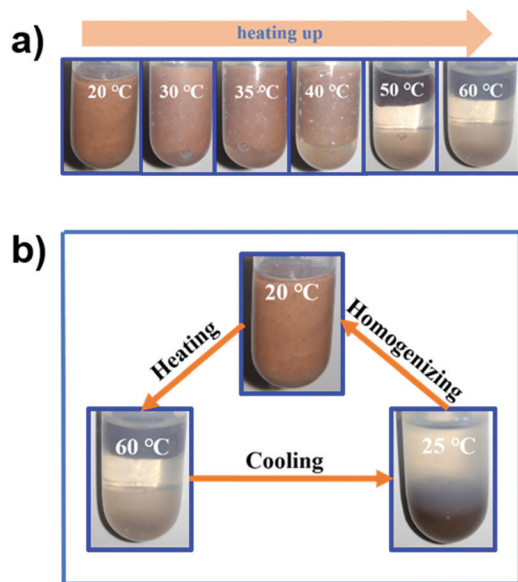 a)
heating up
20 °C
30 °C
35 °C
40 °C
50 °C
60 °C
b)
20 °C
Heating
Homogenizing
60 °C
Cooling
25 °C